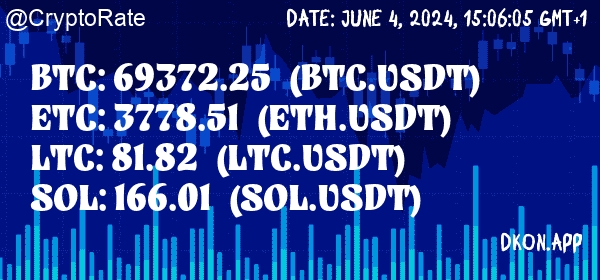 @CryptoRate
DATE: JUNE 4, 2024, 15:06:05 GMT+1
BTC: 69372.25 (BTC.USDT)
ETC: 3778.51 (ETH.USDT)
LTC: 81.82 (LTC.USDT)
SOL: 166.01 (SOL.USDT)
DKON.APP